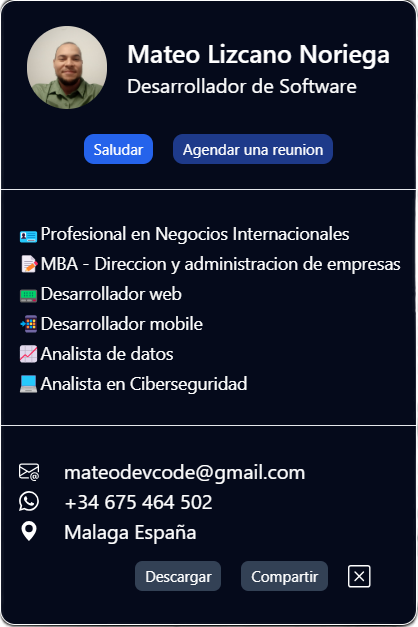 Mateo Lizcano Noriega
Desarrollador de Software
Saludar
Agendar una reunion
Profesional en Negocios Internacionales
MBA - Direccion y administracion de empresas
Desarrollador web
Desarrollador mobile
Analista de datos
Analista en Ciberseguridad
mateodevcode@gmail.com
+34 675 464 502
Malaga España
Descargar
Compartir